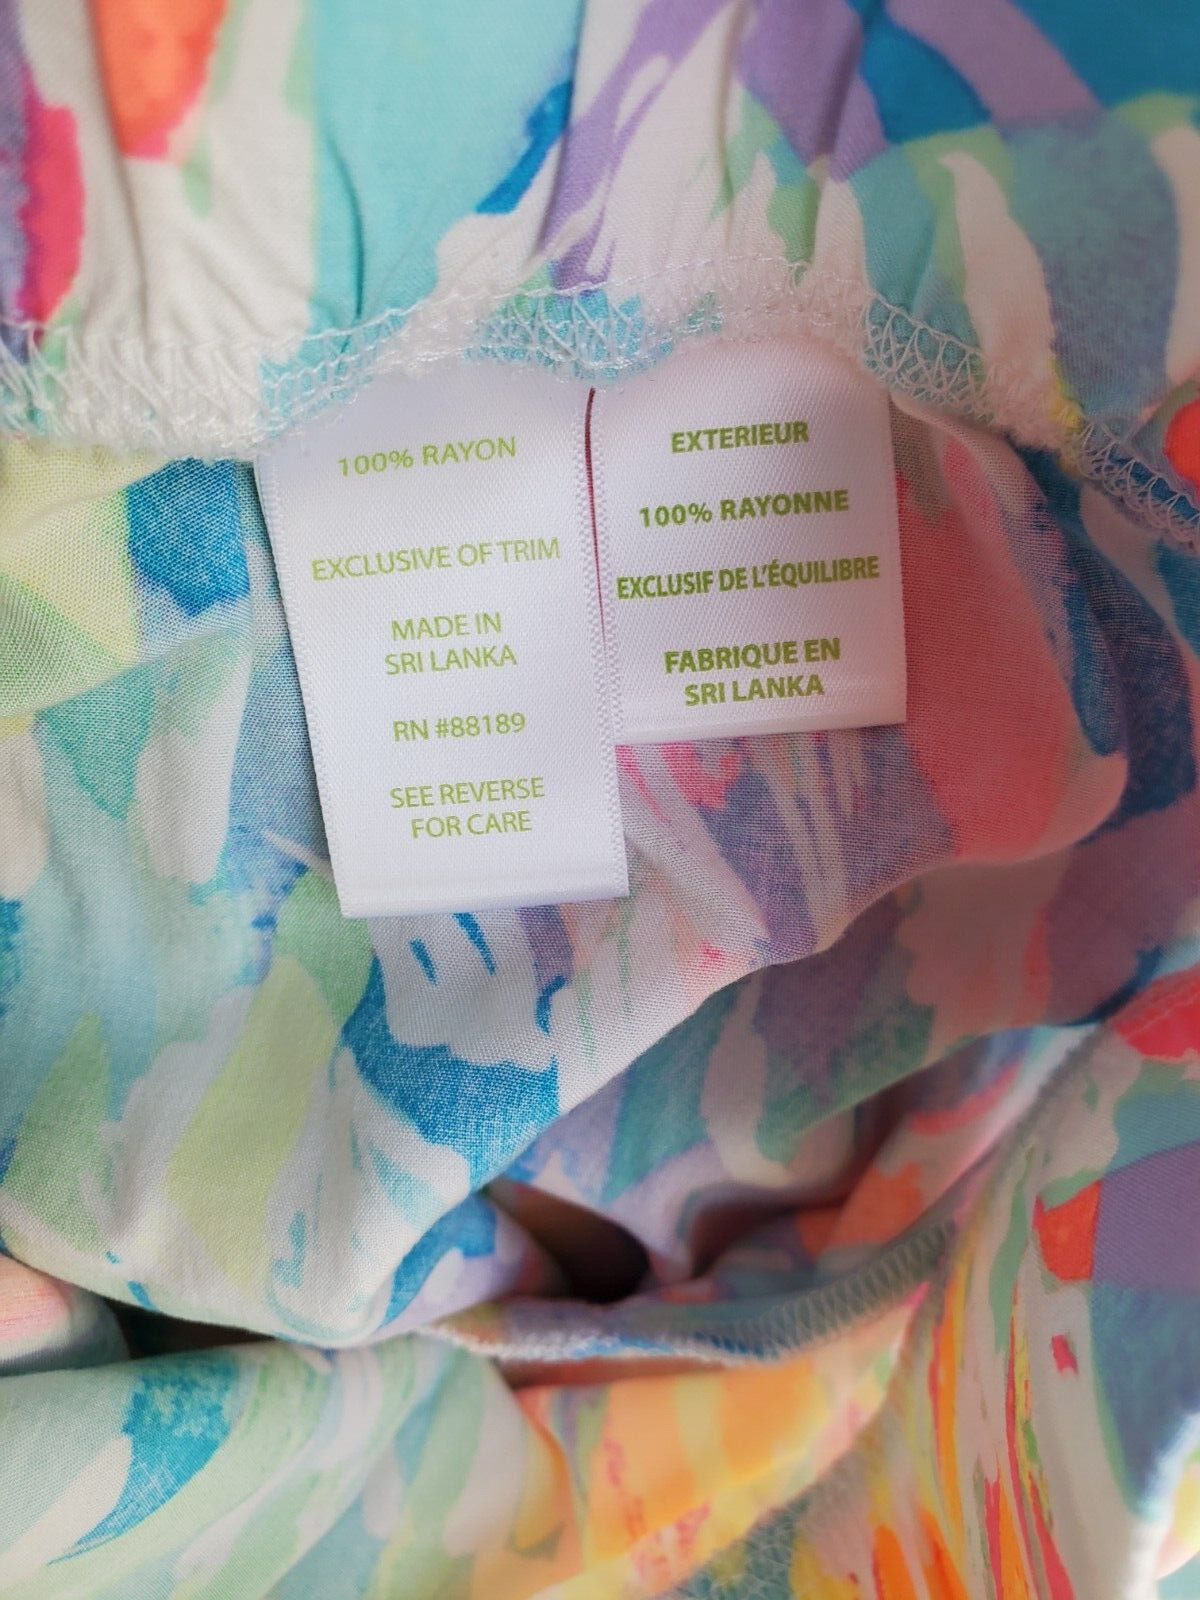 100% RAYON
EXCLUSIVE OF TRIM
MADE IN
SRI LANKA
RN #88189
SEE REVERSE
FOR CARE
EXTERIEUR
100% RAYONNE
EXCLUSIF DE L'ÉQUILIBRE
FABRIQUE EN
SRI LANKA